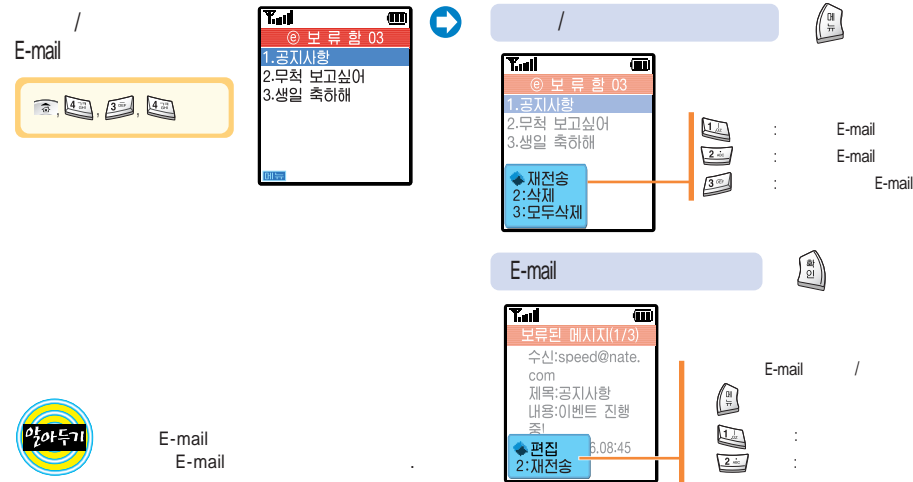 /
E-mail
, 4, 3, 4
ⓔ 보 류 함 03
1.공지사항
2.무척 보고싶어
3.생일 축하해
메뉴
/
메뉴
ⓔ 보 류 함 03
1.공지사항
2.무척 보고싶어
3.생일 축하해
재전송
2:삭제
3:모두삭제
1 : E-mail
2 : E-mail
3 : E-mail
E-mail
확인
보류된 메시지(1/3)
수신:speed@nate.
com
제목:공지사항
내용:이벤트 진행
중!
6.08:45
편집
2:재전송
E-mail /
메뉴
1 :
2 :
알아두기
E-mail
E-mail .